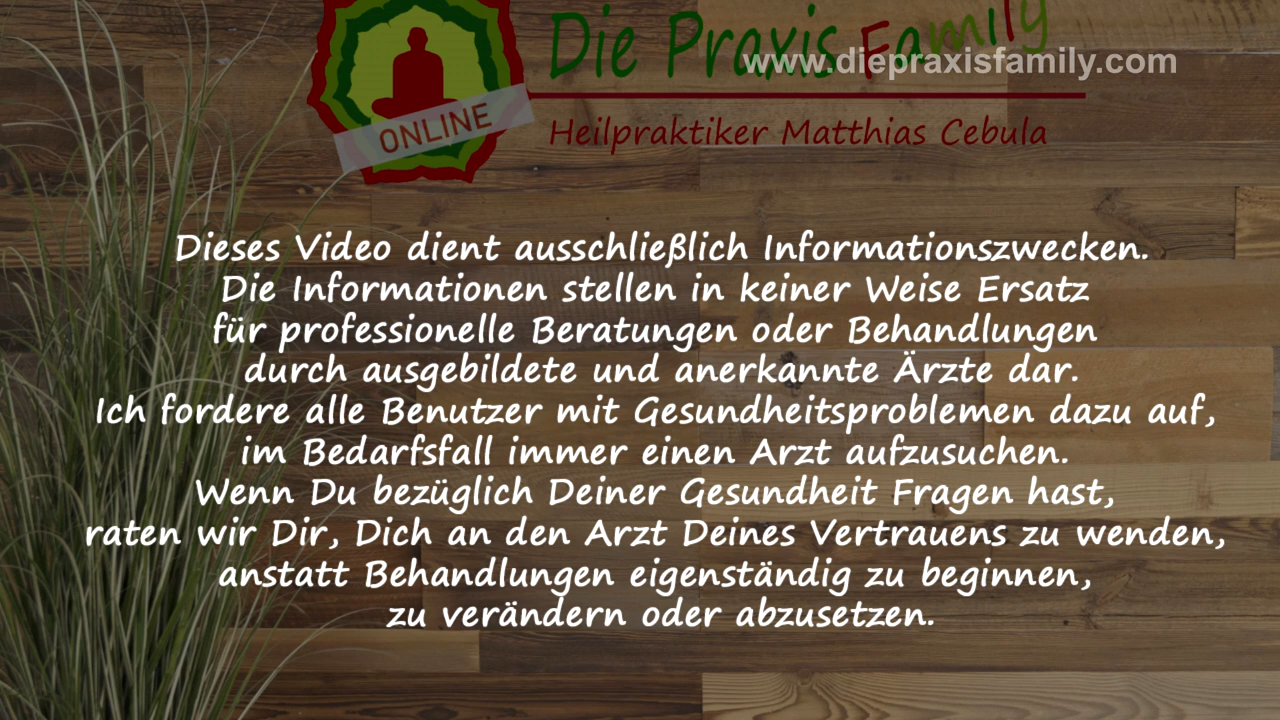 Die Praxis Family
www.diepraxisfamily.com
ONLINE
Heilpraktiker Matthias Cebula
Dieses Video dient ausschließlich Informationszwecken.
Die Informationen stellen in keiner Weise Ersatz
für professionelle Beratungen oder Behandlungen
durch ausgebildete und anerkannte Ärzte dar.
Ich fordere alle Benutzer mit Gesundheitsproblemen dazu auf,
im Bedarfsfall immer einen Arzt aufzusuchen.
Wenn Du bezüglich Deiner Gesundheit Fragen hast,
raten wir Dir, Dich an den Arzt Deines Vertrauens zu wenden,
anstatt Behandlungen eigenständig zu beginnen,
zu verändern oder abzusetzen.